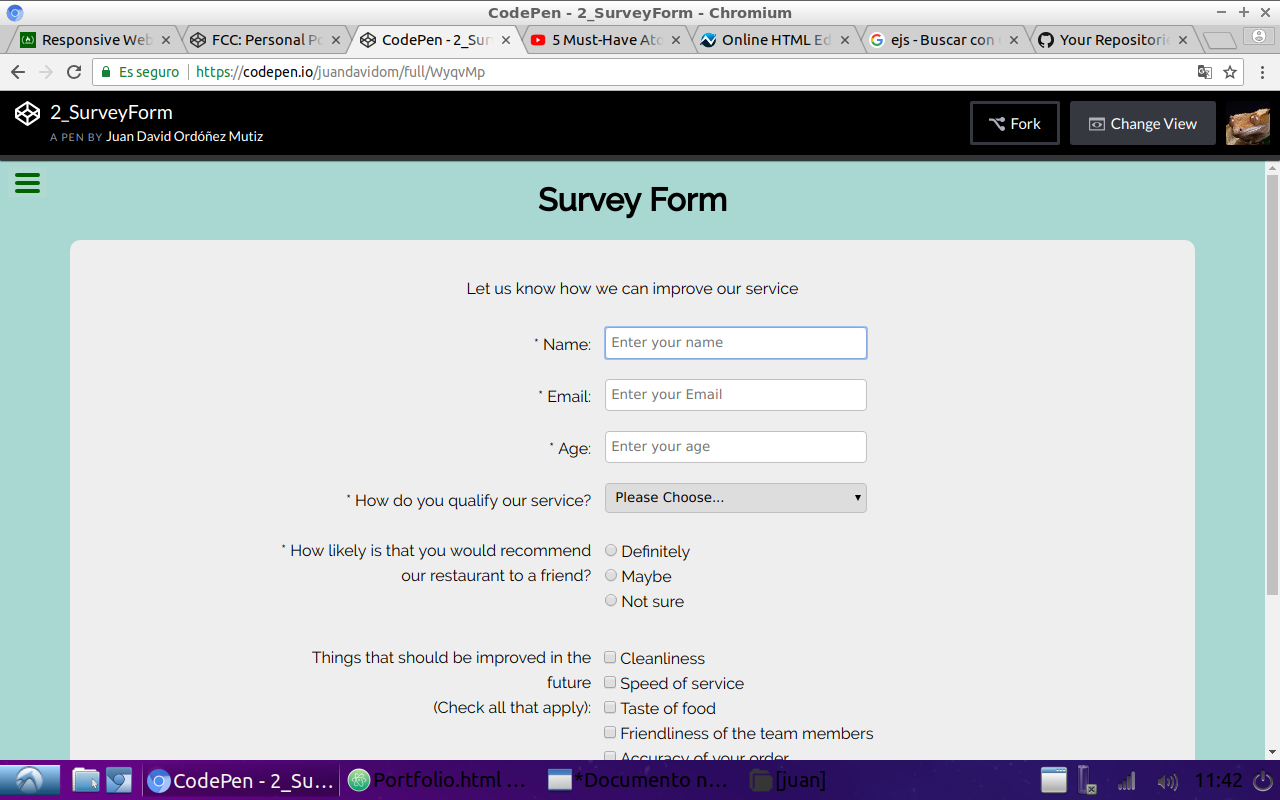 CodePen - 2_SurveyForm - Chromium
Responsive Web
FCC: Personal Po
CodePen - 2_Sur
5 Must-Have Ato
Online HTML Ed
ejs - Buscar con
Your Repositorie
Es seguro
https://codepen.io/juandavidom/full/WyqvMp
2_SurveyForm
A PEN BY Juan David Ordóñez Mutiz
Fork
Change View
Survey Form
Let us know how we can improve our service
* Name:
Enter your name
* Email:
Enter your Email
* Age:
Enter your age
* How do you qualify our service?
Please Choose...
* How likely is that you would recommend
our restaurant to a friend?
Definitely
Maybe
Not sure
Things that should be improved in the
future
(Check all that apply):
Cleanliness
Speed of service
Taste of food
Friendliness of the team members
Accuracy of your order
CodePen - 2_Su...
Portfolio.html ...
*Documento n...
[juan]
11:42